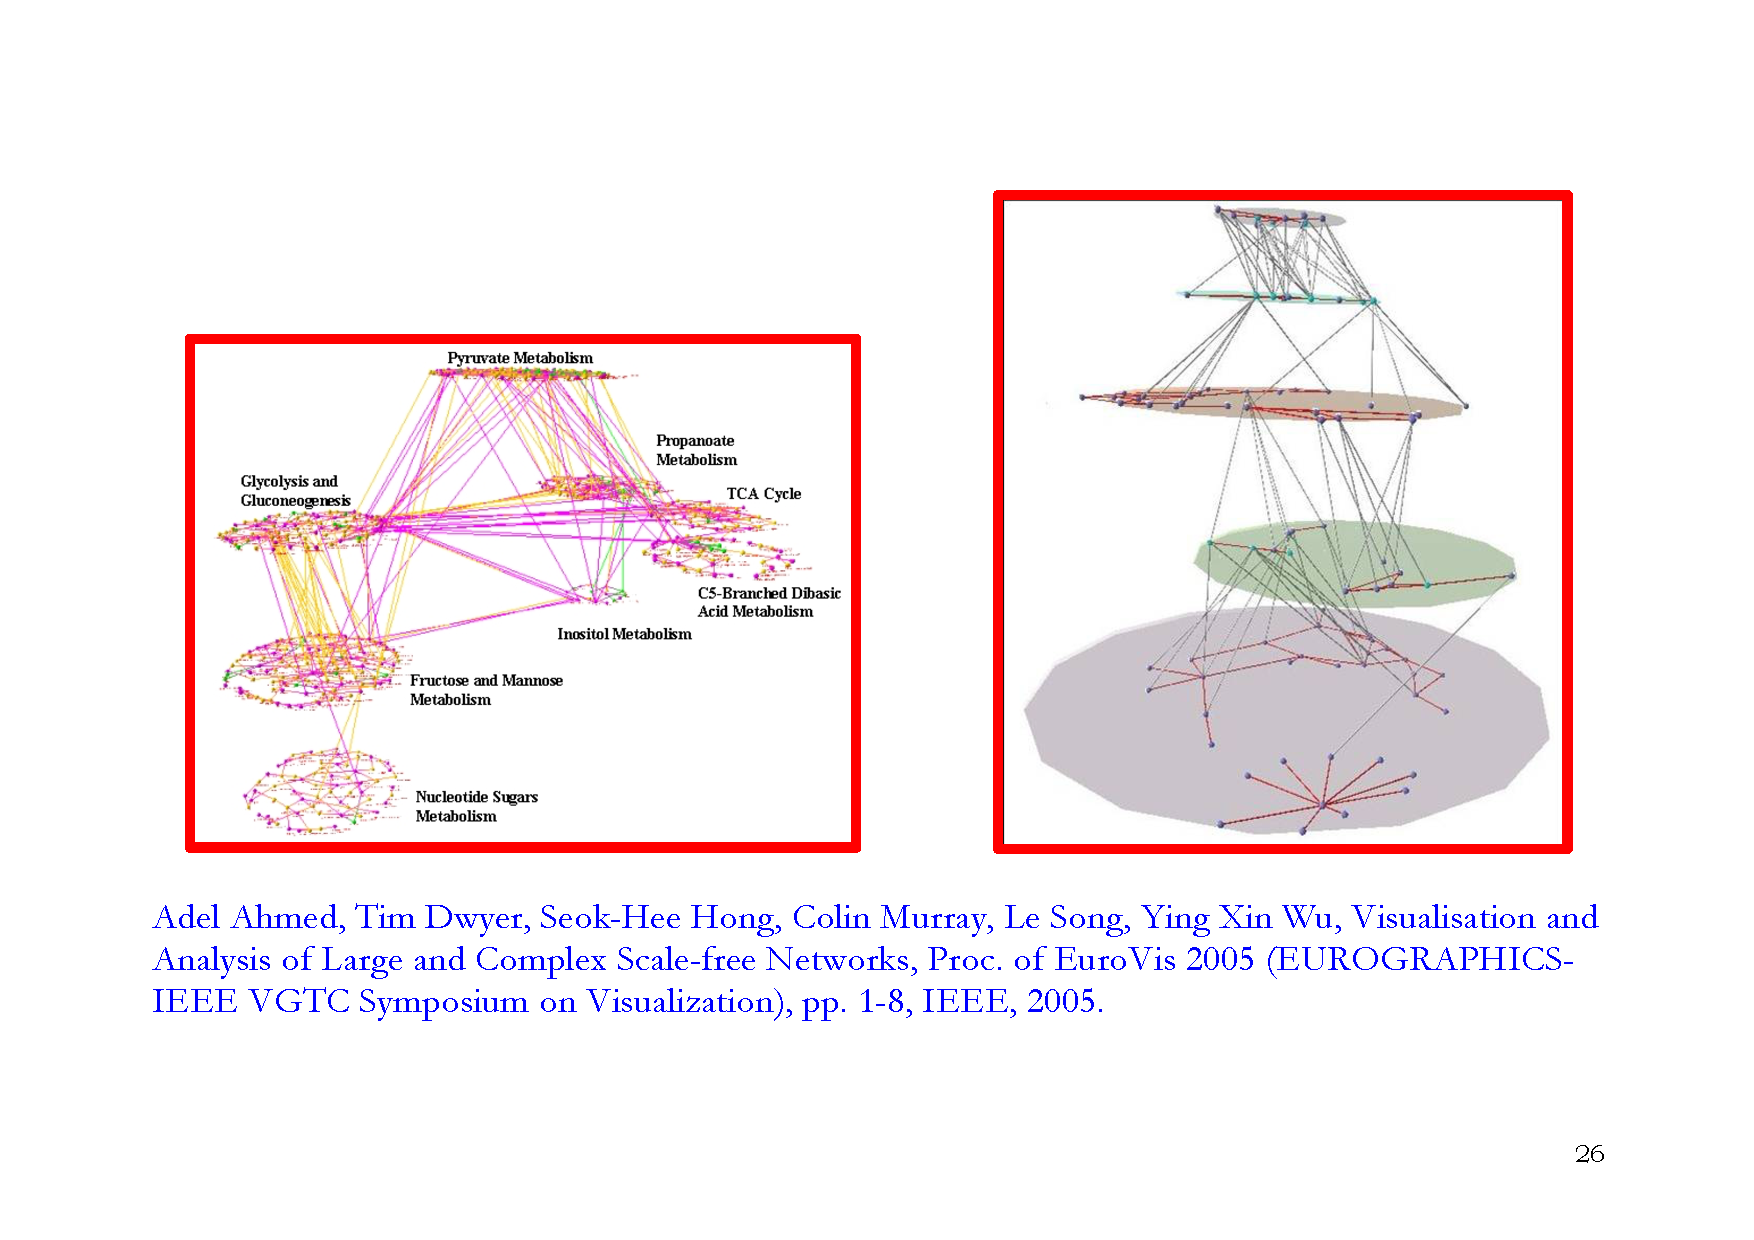 Pyruvate Metabolism
Propanoate
Metabolism
Glycolysis and
Gluconeogenesis
TCA Cycle
C5-Branched Dibasic
Acid Metabolism
Inositol Metabolism
Fructose and Mannose
Metabolism
Nucleotide Sugars
Metabolism
Adel Ahmed, Tim Dwyer, Seok-Hee Hong, Colin Murray, Le Song, Ying Xin Wu, Visualisation and
Analysis of Large and Complex Scale-free Networks, Proc. of EuroVis 2005 (EUROGRAPHICS-
IEEE VGTC Symposium on Visualization), pp. 1-8, IEEE, 2005.
26